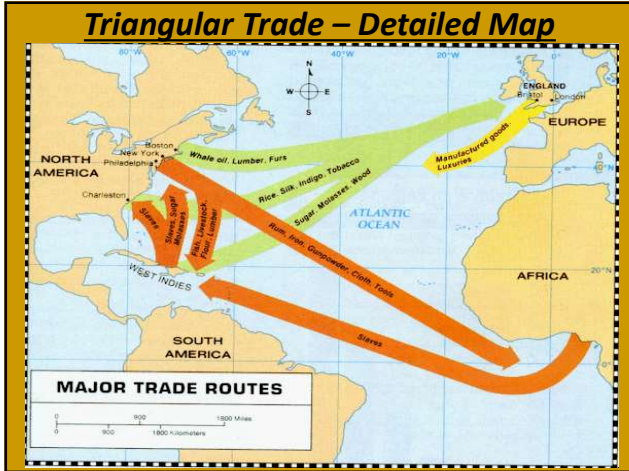 Triangular Trade – Detailed Map
80°W
60°W
40°W
20°W
0°
N
W E
S
ENGLAND
Bristol
London
EUROPE
Boston
New York
Philadelphia
NORTH
AMERICA
Charleston
Whale oil, Lumber, Furs
Rice, Silk, Indigo, Tobacco
Sugar, Molasses, Wood
Manufactured goods
Luxuries
ATLANTIC
OCEAN
Slaves
Slaves, Sugar
Molasses
Fish, Livestock,
Flour, Lumber
Rum, Iron, Gunpowder, Cloth, Tools
WEST INDIES
AFRICA
20°N
Slaves
SOUTH
AMERICA
0°
MAJOR TRADE ROUTES
0 900 1800 Miles
0 900 1800 Kilometers